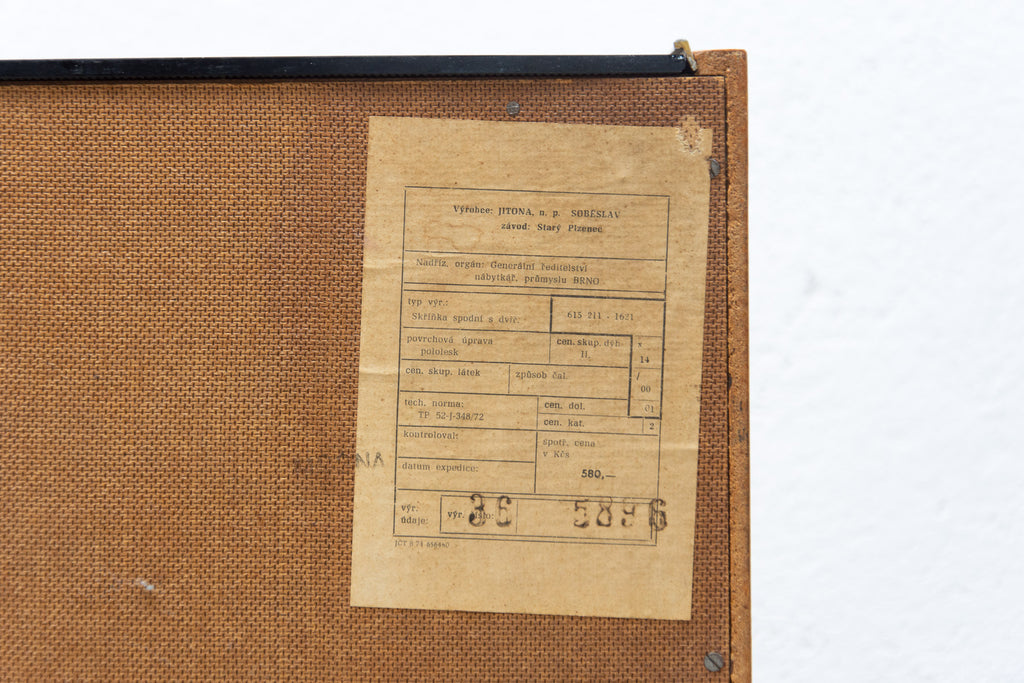 Výrobce: JITONA, n. p. SOBĚSLAV
závod: Starý Plzenec
Nadříz. orgán: Generální ředitelství
nábytkář. průmyslu BRNO
typ výr.:
Skříňka spodní s dvíř.
615 211 - 1621
povrchová úprava
pololesk
cen. skup. dýh.
II.
x
14
cen. skup. látek
způsob čal.
/
00
tech. norma:
TP 52-J-348/72
cen. dol.
01
cen. kat.
2
kontroloval:
datum expedice:
spotř. cena
v Kčs
580,—
výr.
údaje:
výr.
36
5896
JČT 8 74